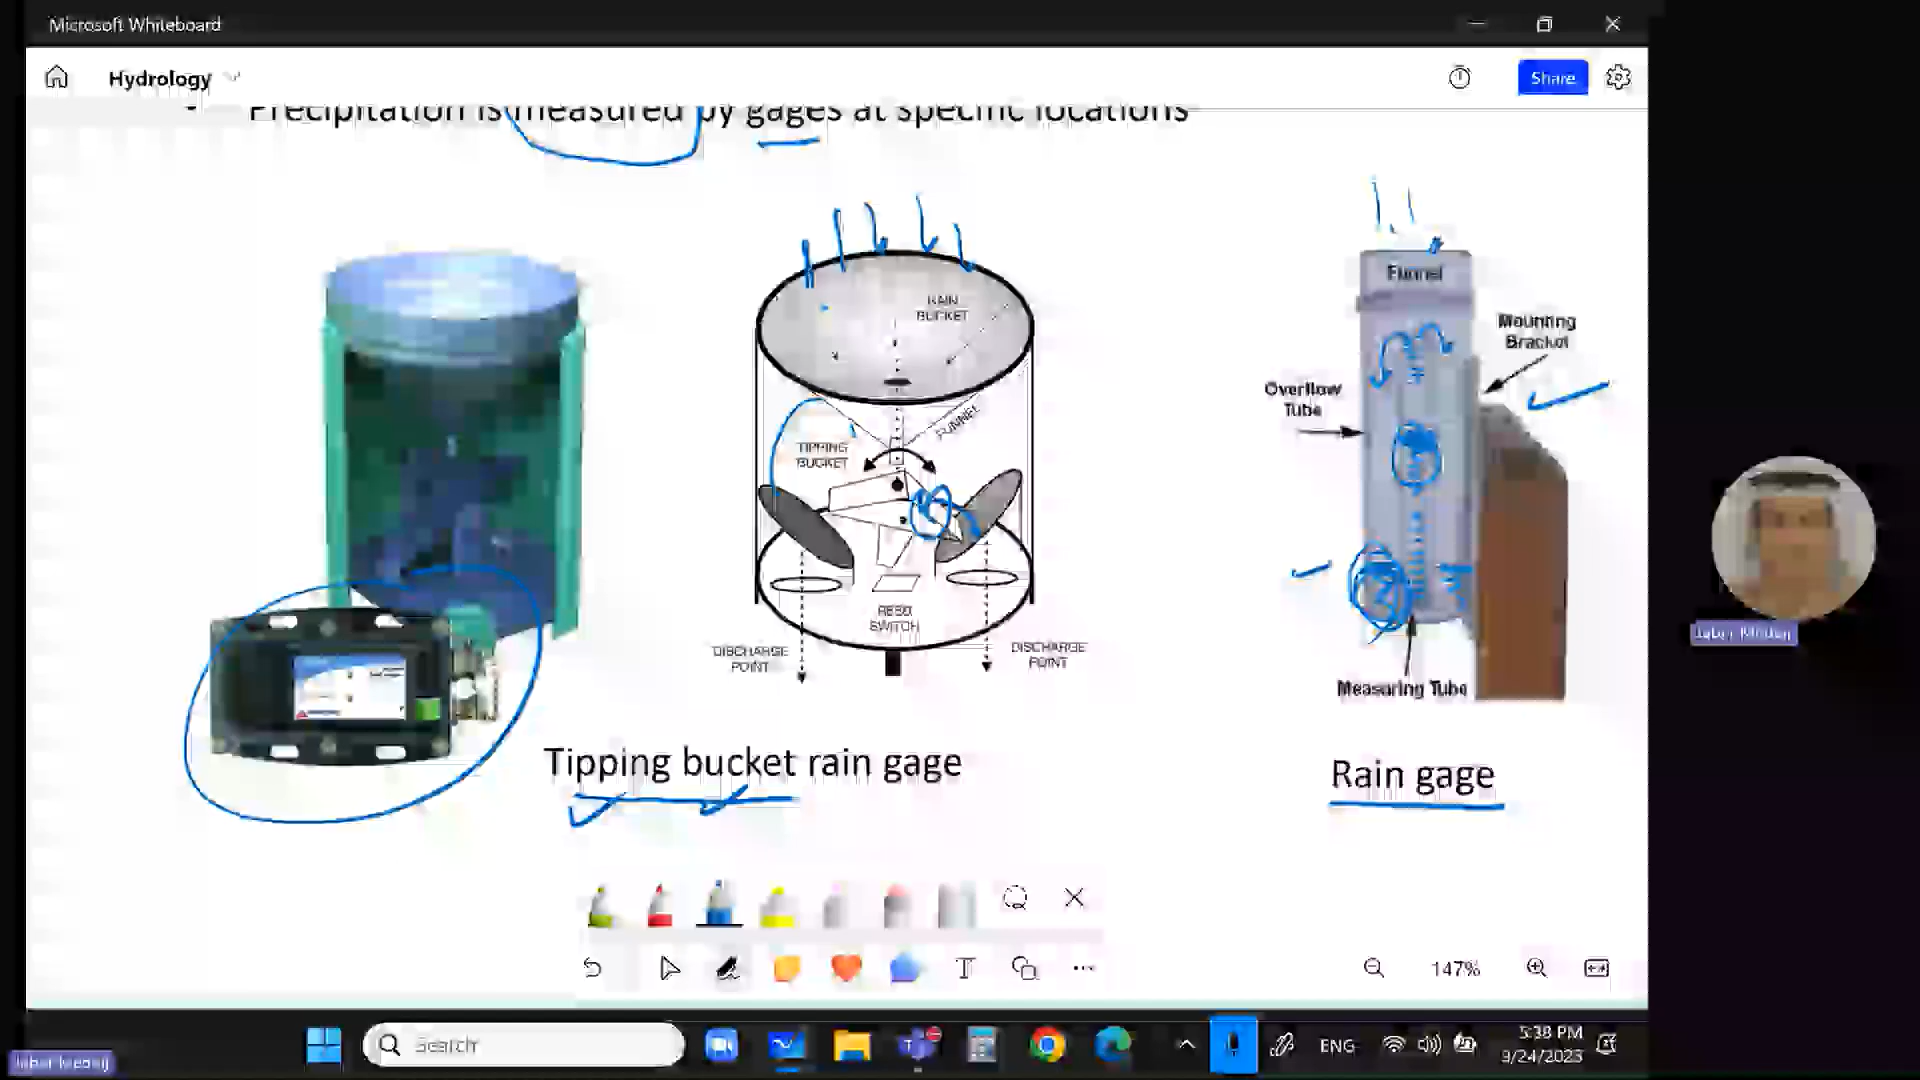 Microsoft Whiteboard
Hydrology
Share
Precipitation is measured by gages at specific locations
RAIN
BUCKET
FUNNEL
TIPPING
BUCKET
REED
SWITCH
DISCHARGE
POINT
DISCHARGE
POINT
Tipping bucket rain gage
Funnel
Mounting
Bracket
Overflow
Tube
Measuring Tube
Rain gage
147%
Search
ENG
5:38 PM
9/24/2023